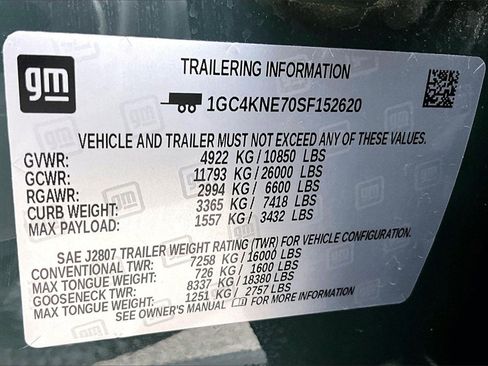 gm
TRAILERING INFORMATION
1GC4KNE70SF152620
VEHICLE AND TRAILER MUST NOT EXCEED ANY OF THESE VALUES.
GVWR: 4922 KG / 10850 LBS
GCWR: 11793 KG / 26000 LBS
RGAWR: 2994 KG / 6600 LBS
CURB WEIGHT: 3365 KG / 7418 LBS
MAX PAYLOAD: 1557 KG / 3432 LBS
SAE J2807 TRAILER WEIGHT RATING (TWR) FOR VEHICLE CONFIGURATION.
CONVENTIONAL TWR: 7258 KG / 16000 LBS
MAX TONGUE WEIGHT: 726 KG / 1600 LBS
GOOSENECK TWR: 8337 KG / 18380 LBS
MAX TONGUE WEIGHT: 1251 KG / 2757 LBS
SEE OWNER'S MANUAL FOR MORE INFORMATION